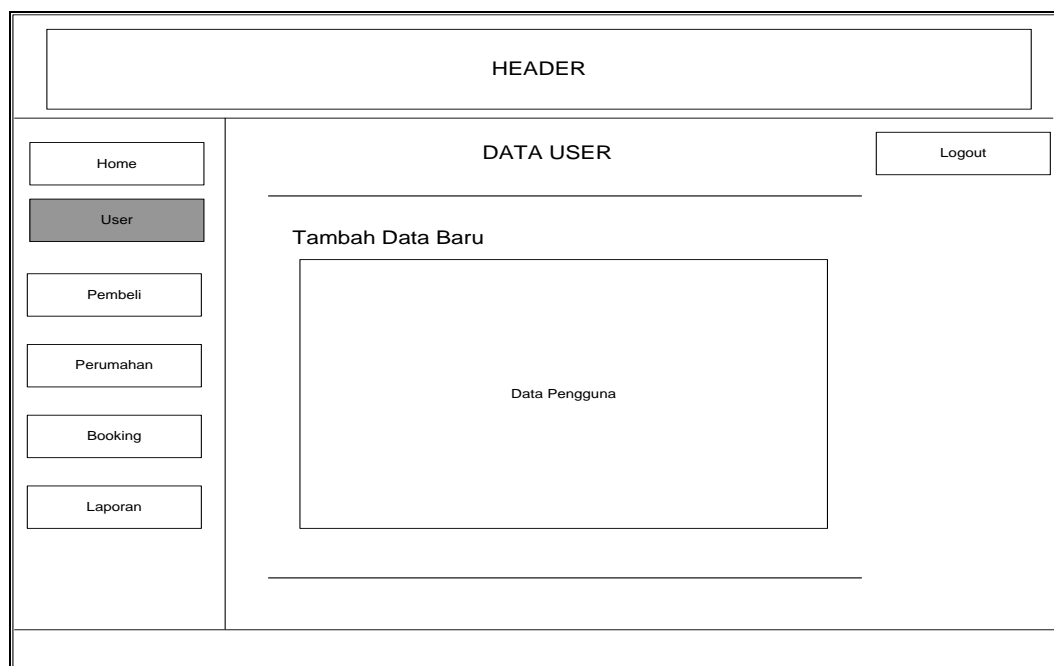 HEADER
Home
User
Pembeli
Perumahan
Booking
Laporan
DATA USER
Logout
Tambah Data Baru
Data Pengguna